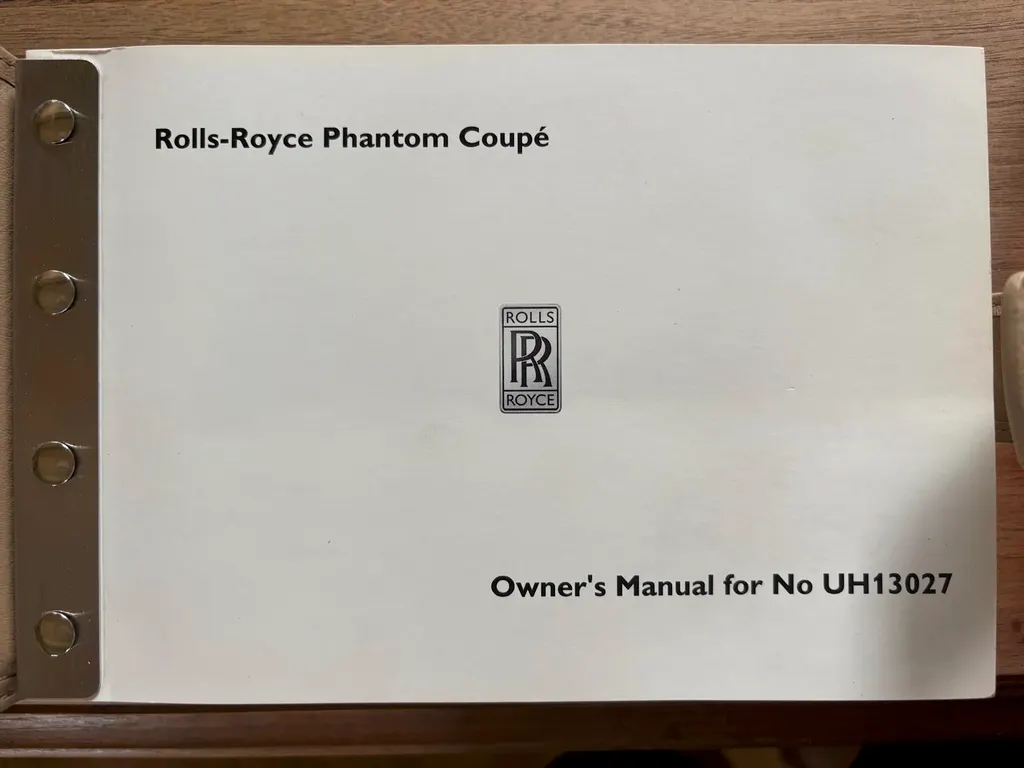 Rolls-Royce Phantom Coupé
ROLLS
RR
ROYCE
Owner's Manual for No UH13027